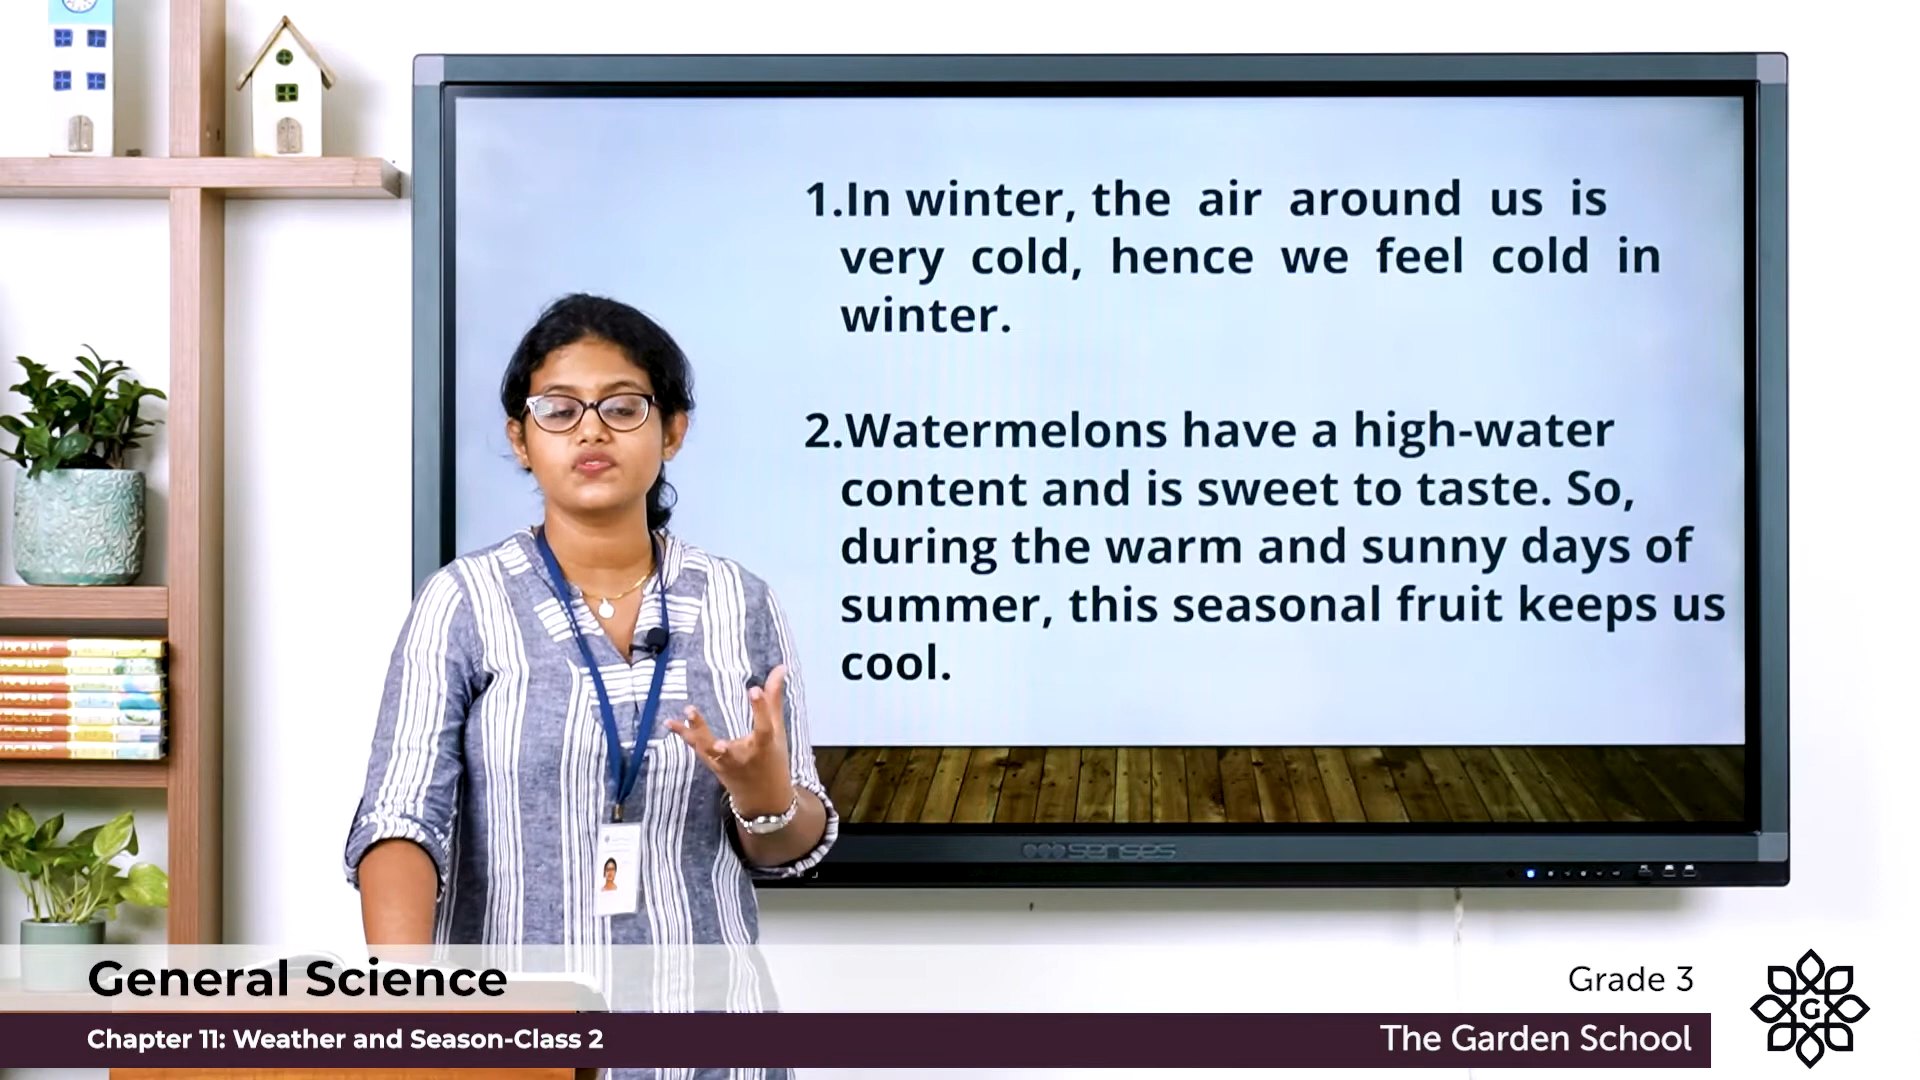 1.In winter, the air around us is
very cold, hence we feel cold in
winter.
2.Watermelons have a high-water
content and is sweet to taste. So,
during the warm and sunny days of
summer, this seasonal fruit keeps us
cool.
senses
General Science
Grade 3
Chapter 11: Weather and Season-Class 2
The Garden School
G